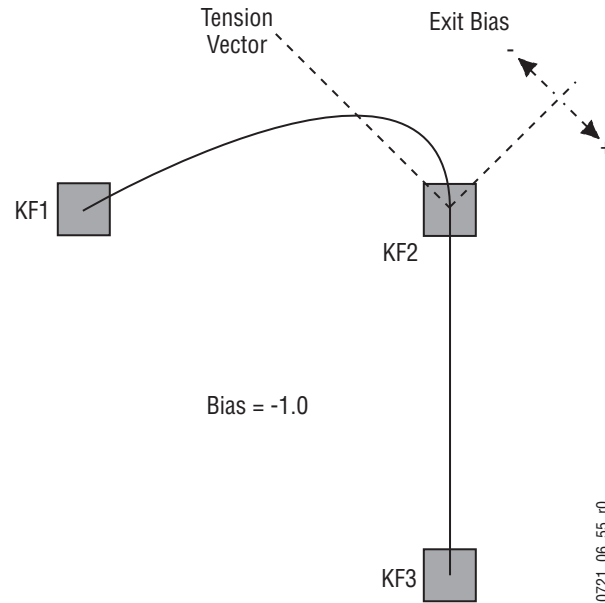 Tension
Vector
Exit Bias
-
-
KF1
KF2
Bias = -1.0
KF3
0721_06_55_r0